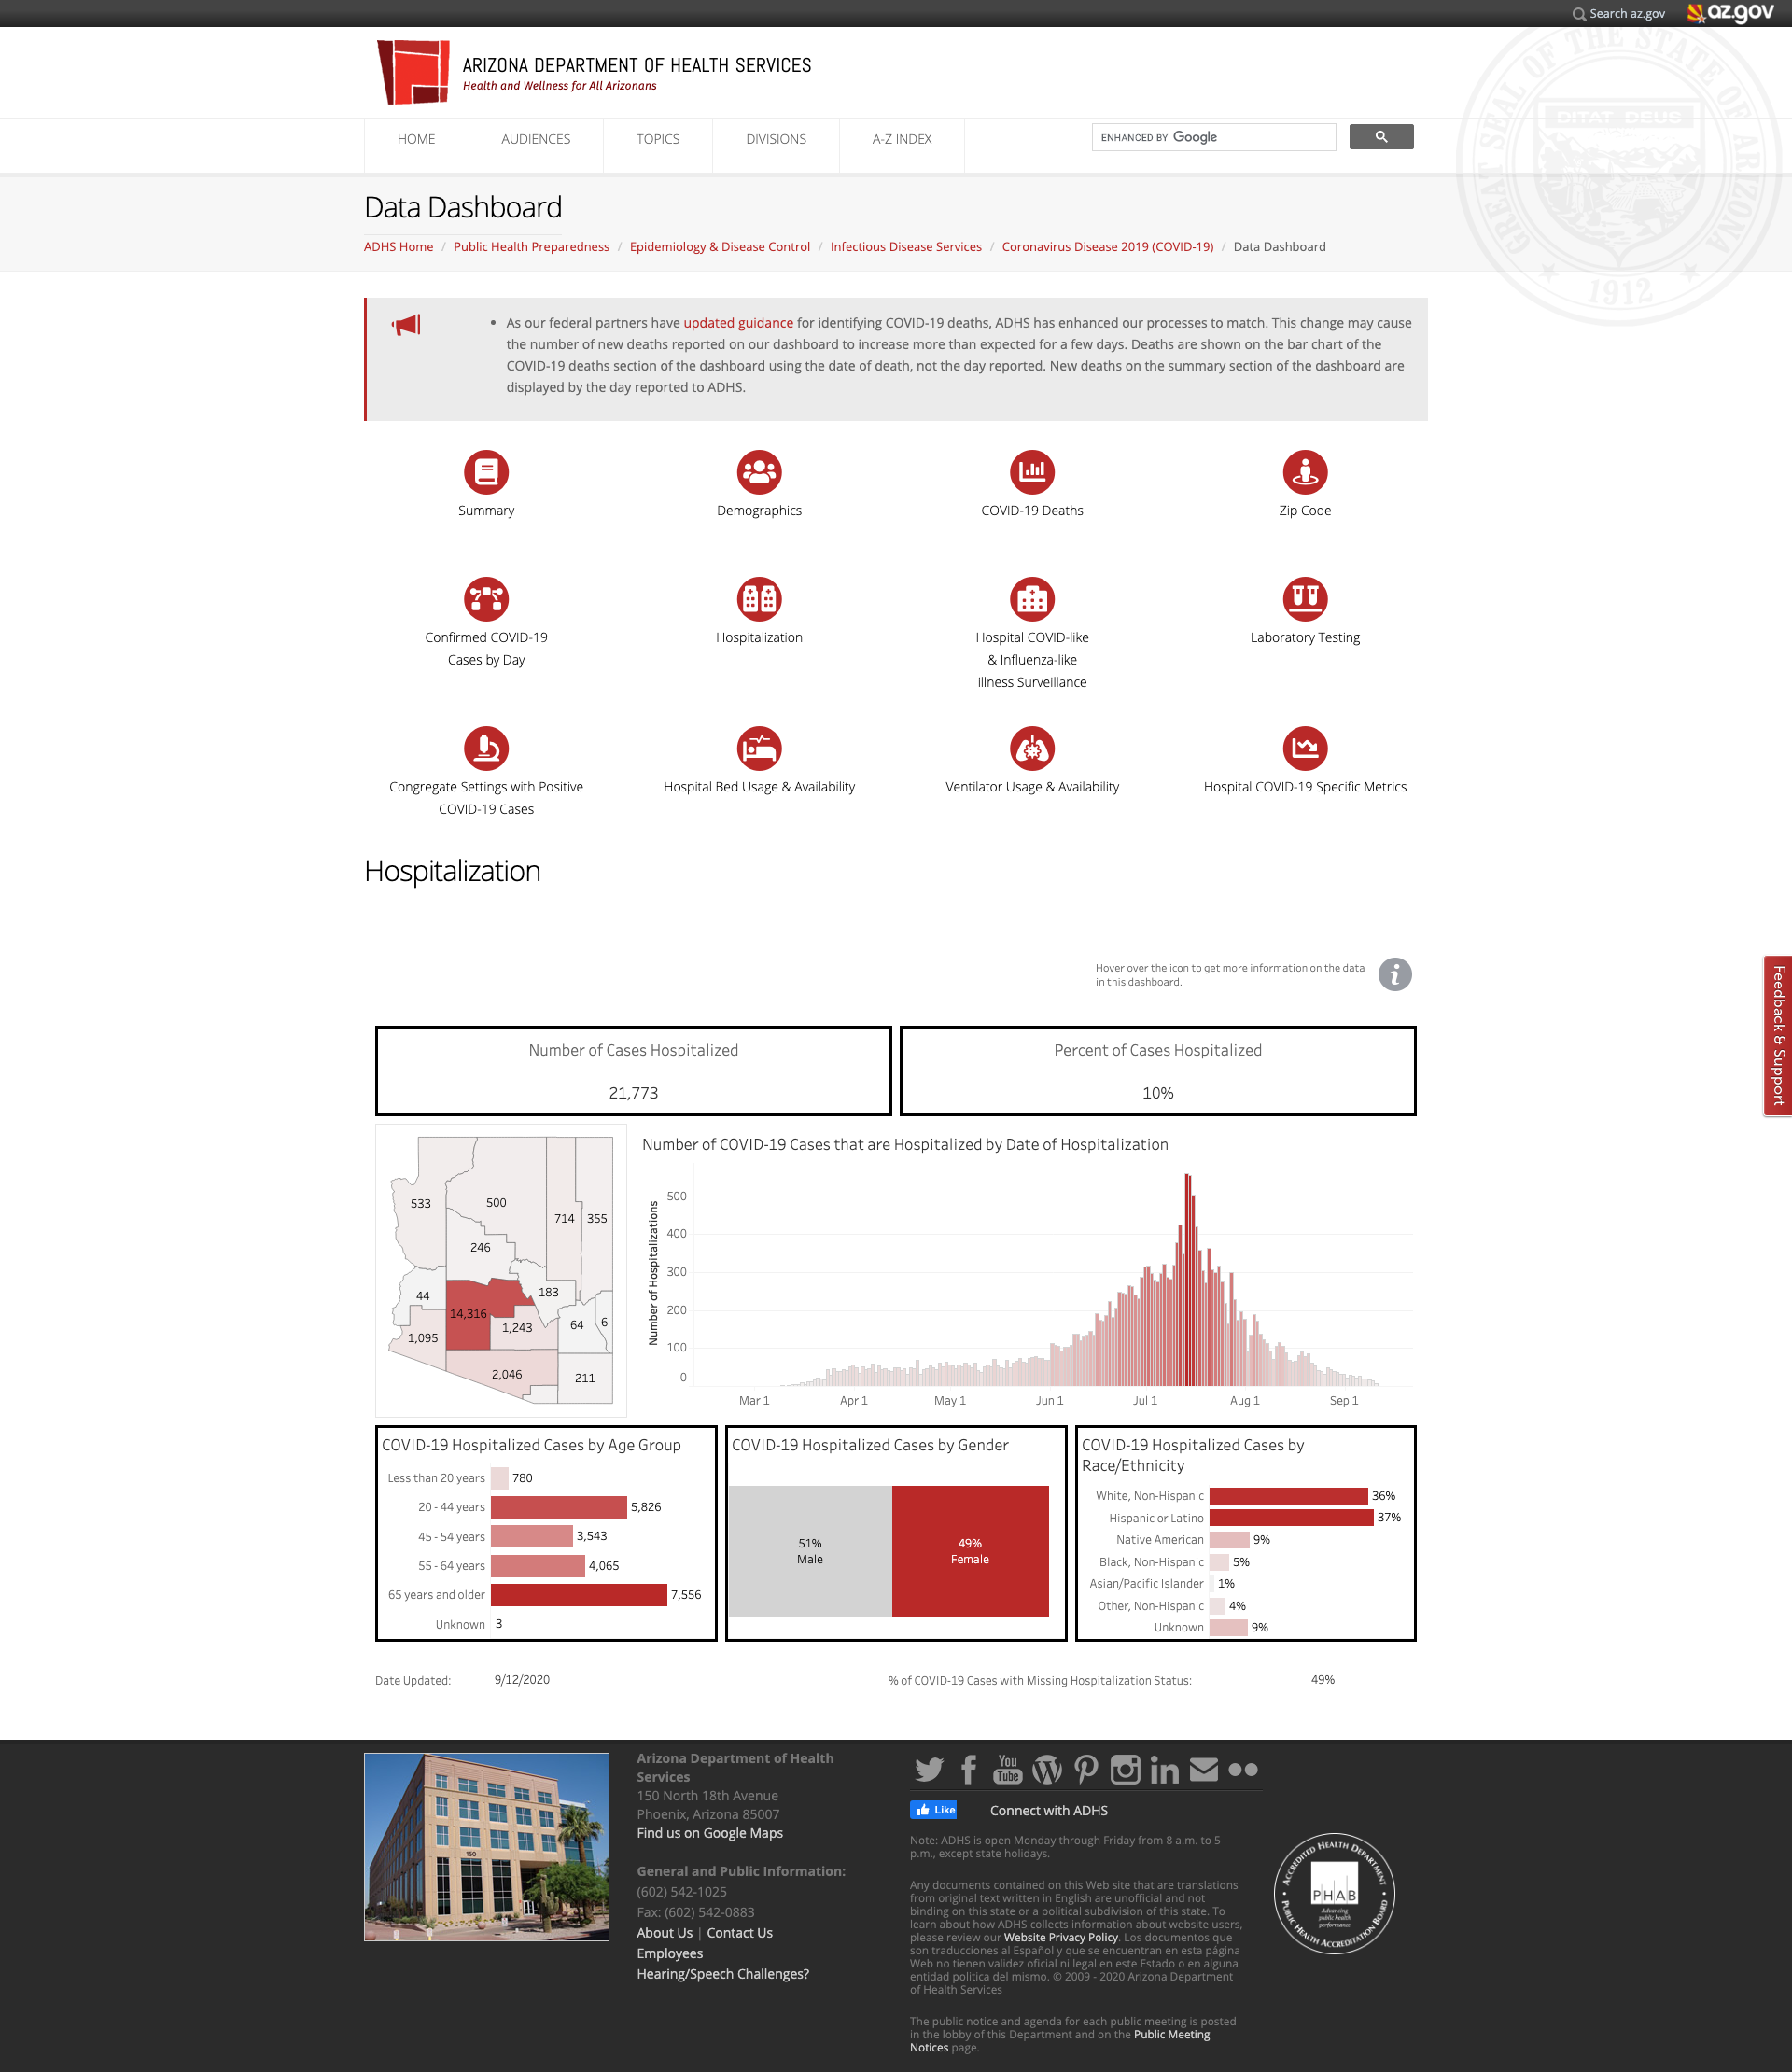 Search az.gov
az.gov
ARIZONA DEPARTMENT OF HEALTH SERVICES
Health and Wellness for All Arizonans
GREAT SEAL OF THE STATE OF ARIZONA
DITAT DEUS
1912
HOME
AUDIENCES
TOPICS
DIVISIONS
A-Z INDEX
ENHANCED BY Google
Data Dashboard
ADHS Home / Public Health Preparedness / Epidemiology & Disease Control / Infectious Disease Services / Coronavirus Disease 2019 (COVID-19) / Data Dashboard
• As our federal partners have updated guidance for identifying COVID-19 deaths, ADHS has enhanced our processes to match. This change may cause
the number of new deaths reported on our dashboard to increase more than expected for a few days. Deaths are shown on the bar chart of the
COVID-19 deaths section of the dashboard using the date of death, not the day reported. New deaths on the summary section of the dashboard are
displayed by the day reported to ADHS.
Summary
Demographics
COVID-19 Deaths
Zip Code
Confirmed COVID-19
Cases by Day
Hospitalization
Hospital COVID-like
& Influenza-like
illness Surveillance
Laboratory Testing
Congregate Settings with Positive
COVID-19 Cases
Hospital Bed Usage & Availability
Ventilator Usage & Availability
Hospital COVID-19 Specific Metrics
Hospitalization
Hover over the icon to get more information on the data
in this dashboard.
i
Feedback & Support
Number of Cases Hospitalized
21,773
Percent of Cases Hospitalized
10%
533
500
714
355
246
44
183
14,316
1,243
64
6
1,095
2,046
211
Number of COVID-19 Cases that are Hospitalized by Date of Hospitalization
Number of Hospitalizations
500
400
300
200
100
0
Mar 1
Apr 1
May 1
Jun 1
Jul 1
Aug 1
Sep 1
COVID-19 Hospitalized Cases by Age Group
Less than 20 years 780
20 - 44 years 5,826
45 - 54 years 3,543
55 - 64 years 4,065
65 years and older 7,556
Unknown 3
COVID-19 Hospitalized Cases by Gender
51%
Male
49%
Female
COVID-19 Hospitalized Cases by
Race/Ethnicity
White, Non-Hispanic 36%
Hispanic or Latino 37%
Native American 9%
Black, Non-Hispanic 5%
Asian/Pacific Islander 1%
Other, Non-Hispanic 4%
Unknown 9%
Date Updated: 9/12/2020
% of COVID-19 Cases with Missing Hospitalization Status: 49%
150
Arizona Department of Health
Services
150 North 18th Avenue
Phoenix, Arizona 85007
Find us on Google Maps
General and Public Information:
(602) 542-1025
Fax: (602) 542-0883
About Us | Contact Us
Employees
Hearing/Speech Challenges?
You
Tube
Like
Connect with ADHS
Note: ADHS is open Monday through Friday from 8 a.m. to 5
p.m., except state holidays.
Any documents contained on this Web site that are translations
from original text written in English are unofficial and not
binding on this state or a political subdivision of this state. To
learn about how ADHS collects information about website users,
please review our Website Privacy Policy. Los documentos que
son traducciones al Español y que se encuentran en esta página
Web no tienen validez oficial ni legal en este Estado o en alguna
entidad politica del mismo. © 2009 - 2020 Arizona Department
of Health Services
The public notice and agenda for each public meeting is posted
in the lobby of this Department and on the Public Meeting
Notices page.
ACCREDITED HEALTH DEPARTMENT
PHAB
Advancing
public health
performance
PUBLIC HEALTH ACCREDITATION BOARD